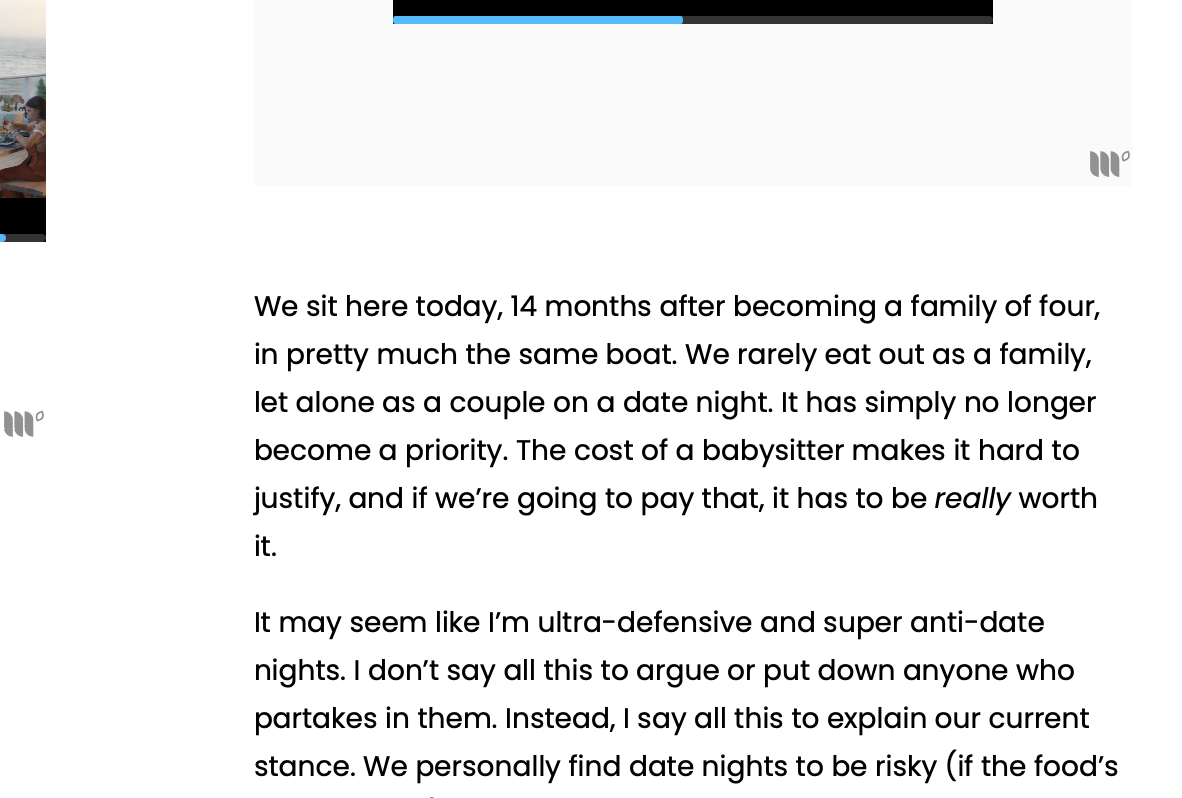 We sit here today, 14 months after becoming a family of four,
in pretty much the same boat. We rarely eat out as a family,
let alone as a couple on a date night. It has simply no longer
become a priority. The cost of a babysitter makes it hard to
justify, and if we’re going to pay that, it has to be really worth
it.
It may seem like I’m ultra-defensive and super anti-date
nights. I don’t say all this to argue or put down anyone who
partakes in them. Instead, I say all this to explain our current
stance. We personally find date nights to be risky (if the food’s